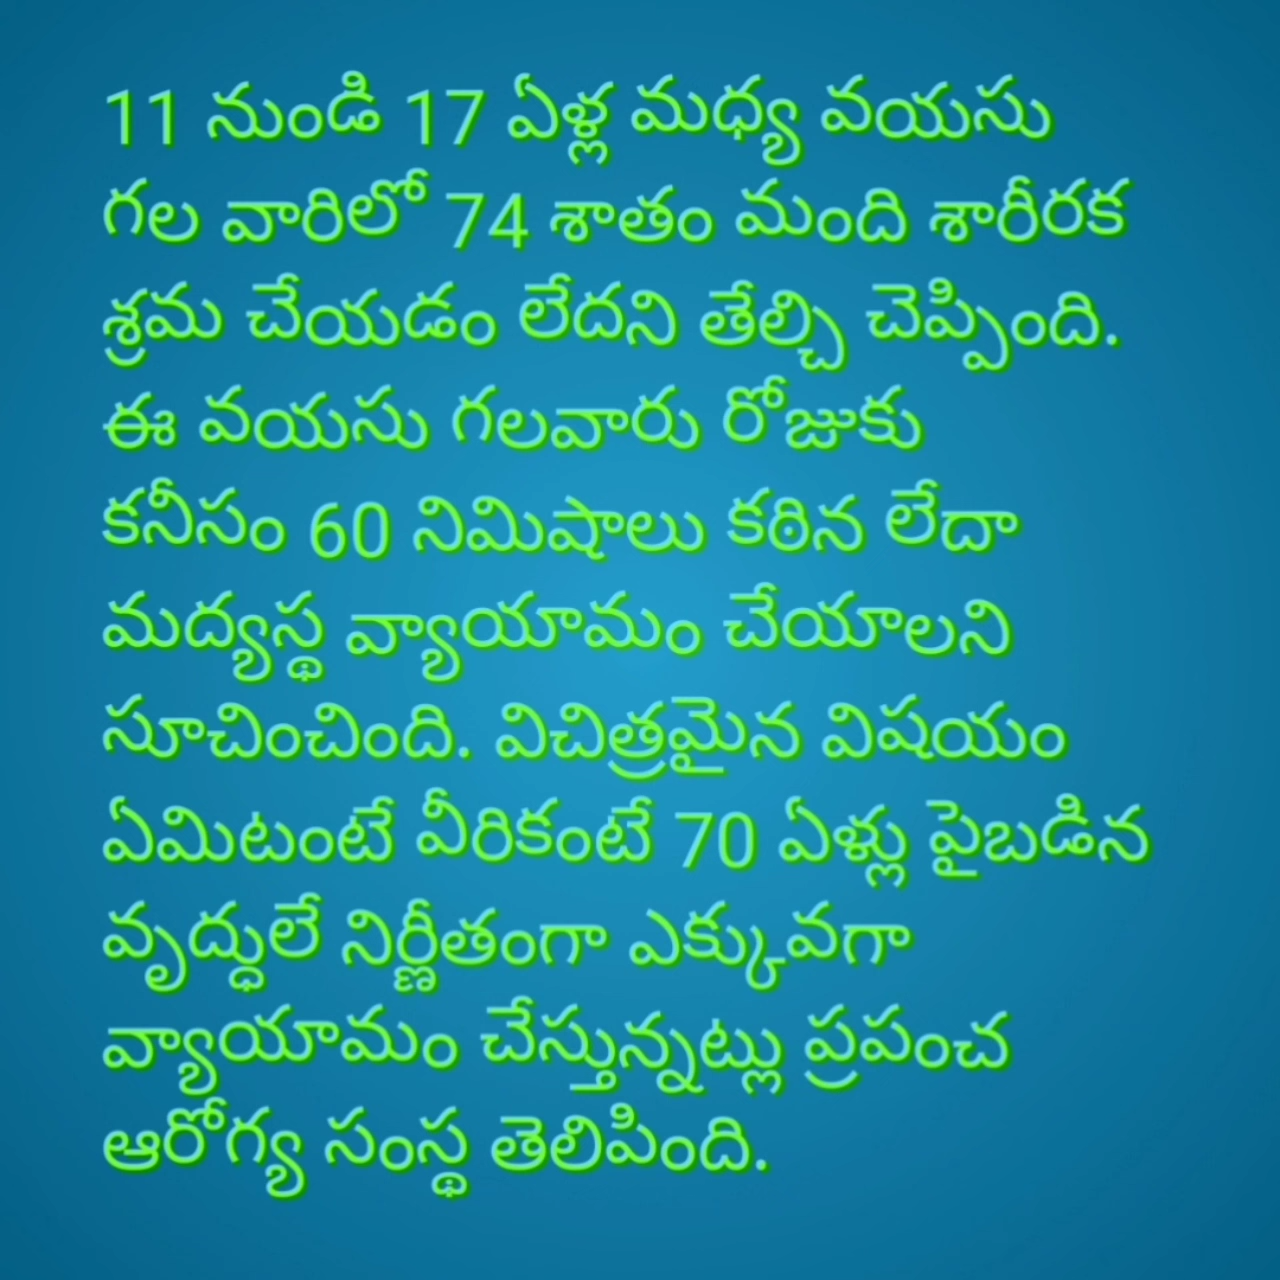 11 నుండి 17 ఏళ్ల మధ్య వయసు
గల వారిలో 74 శాతం మంది శారీరక
శ్రమ చేయడం లేదని తేల్చి చెప్పింది.
ఈ వయసు గలవారు రోజుకు
కనీసం 60 నిమిషాలు కఠిన లేదా
మద్యస్థ వ్యాయామం చేయాలని
సూచించింది. విచిత్రమైన విషయం
ఏమిటంటే వీరికంటే 70 ఏళ్లు పైబడిన
వృద్ధులే నిర్ణీతంగా ఎక్కువగా
వ్యాయామం చేస్తున్నట్లు ప్రపంచ
ఆరోగ్య సంస్థ తెలిపింది.